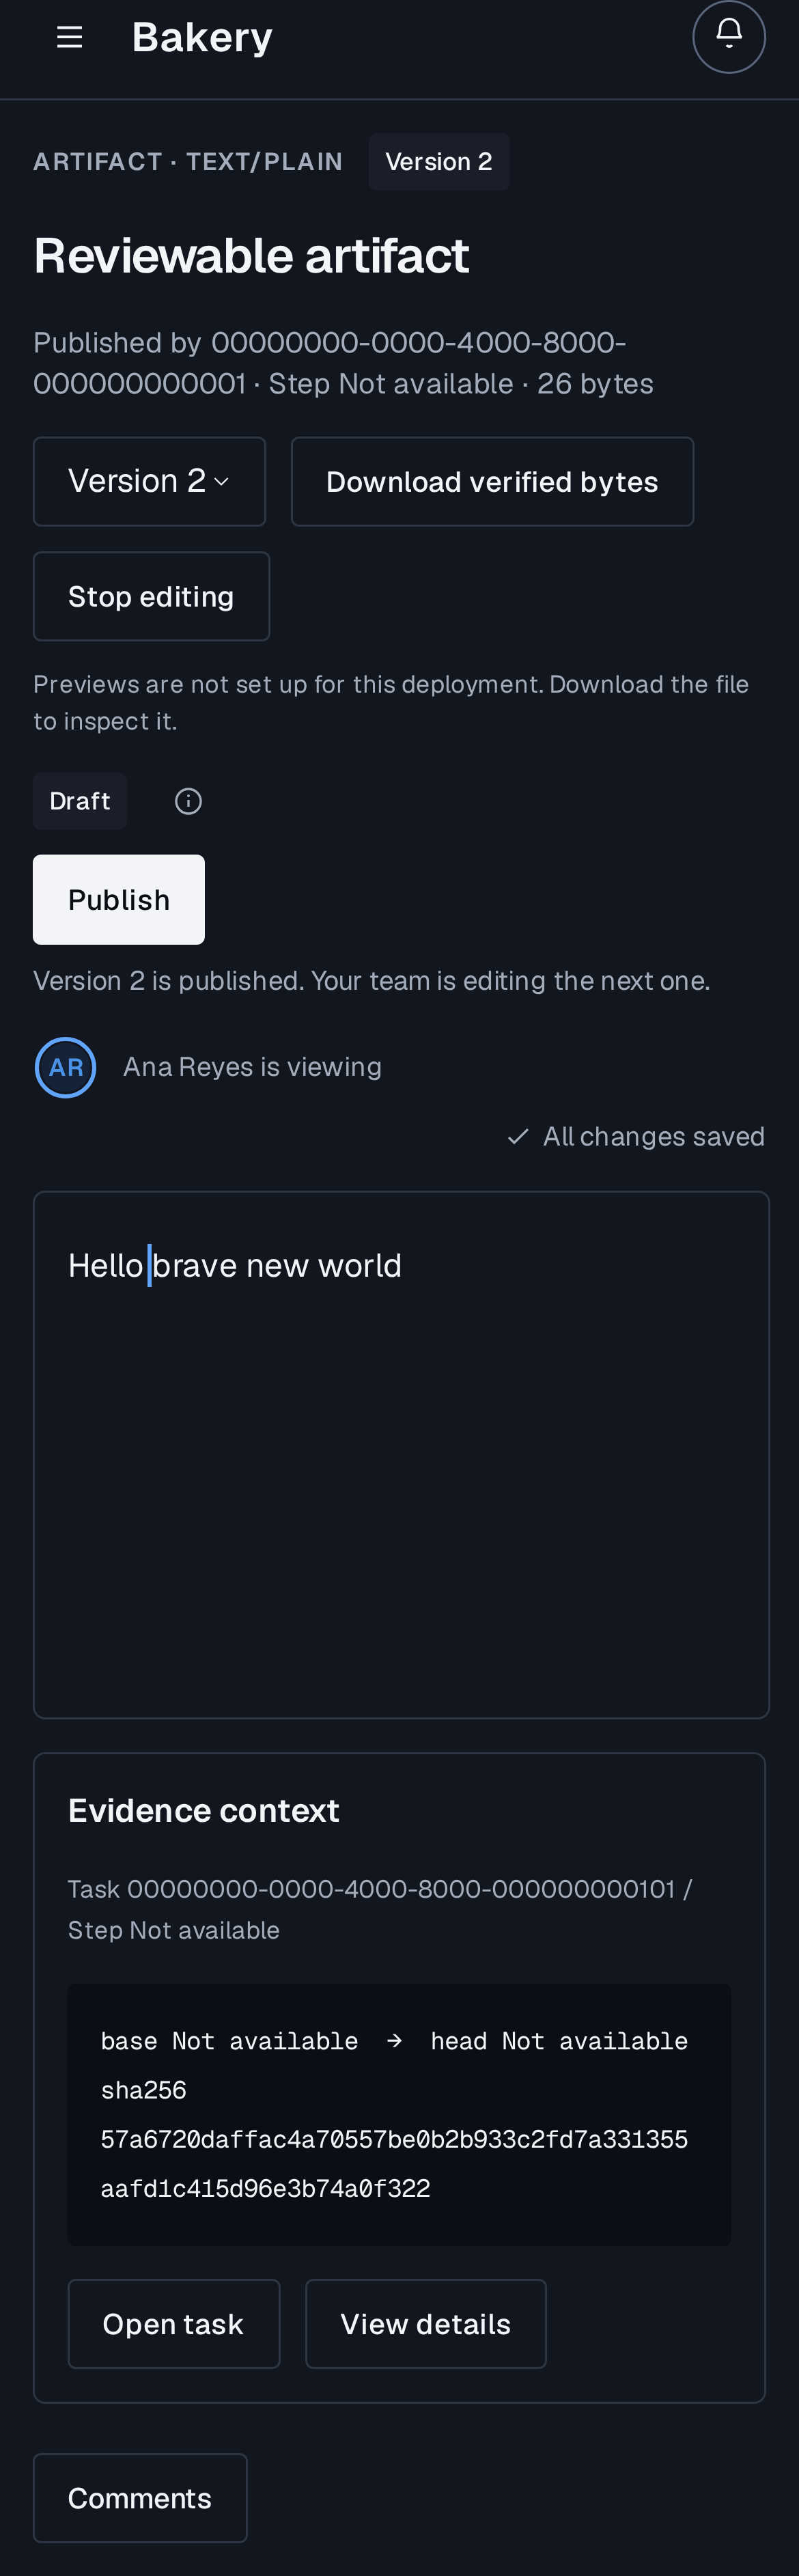 Bakery
ARTIFACT · TEXT/PLAIN Version 2
Reviewable artifact
Published by 00000000-0000-4000-8000-
000000000001 · Step Not available · 26 bytes
Version 2 Download verified bytes
Stop editing
Previews are not set up for this deployment. Download the file
to inspect it.
Draft
Publish
Version 2 is published. Your team is editing the next one.
AR Ana Reyes is viewing
All changes saved
Hello brave new world
Evidence context
Task 00000000-0000-4000-8000-000000000101 /
Step Not available
base Not available → head Not available
sha256
57a6720daffac4a70557be0b2b933c2fd7a331355
aafd1c415d96e3b74a0f322
Open task View details
Comments